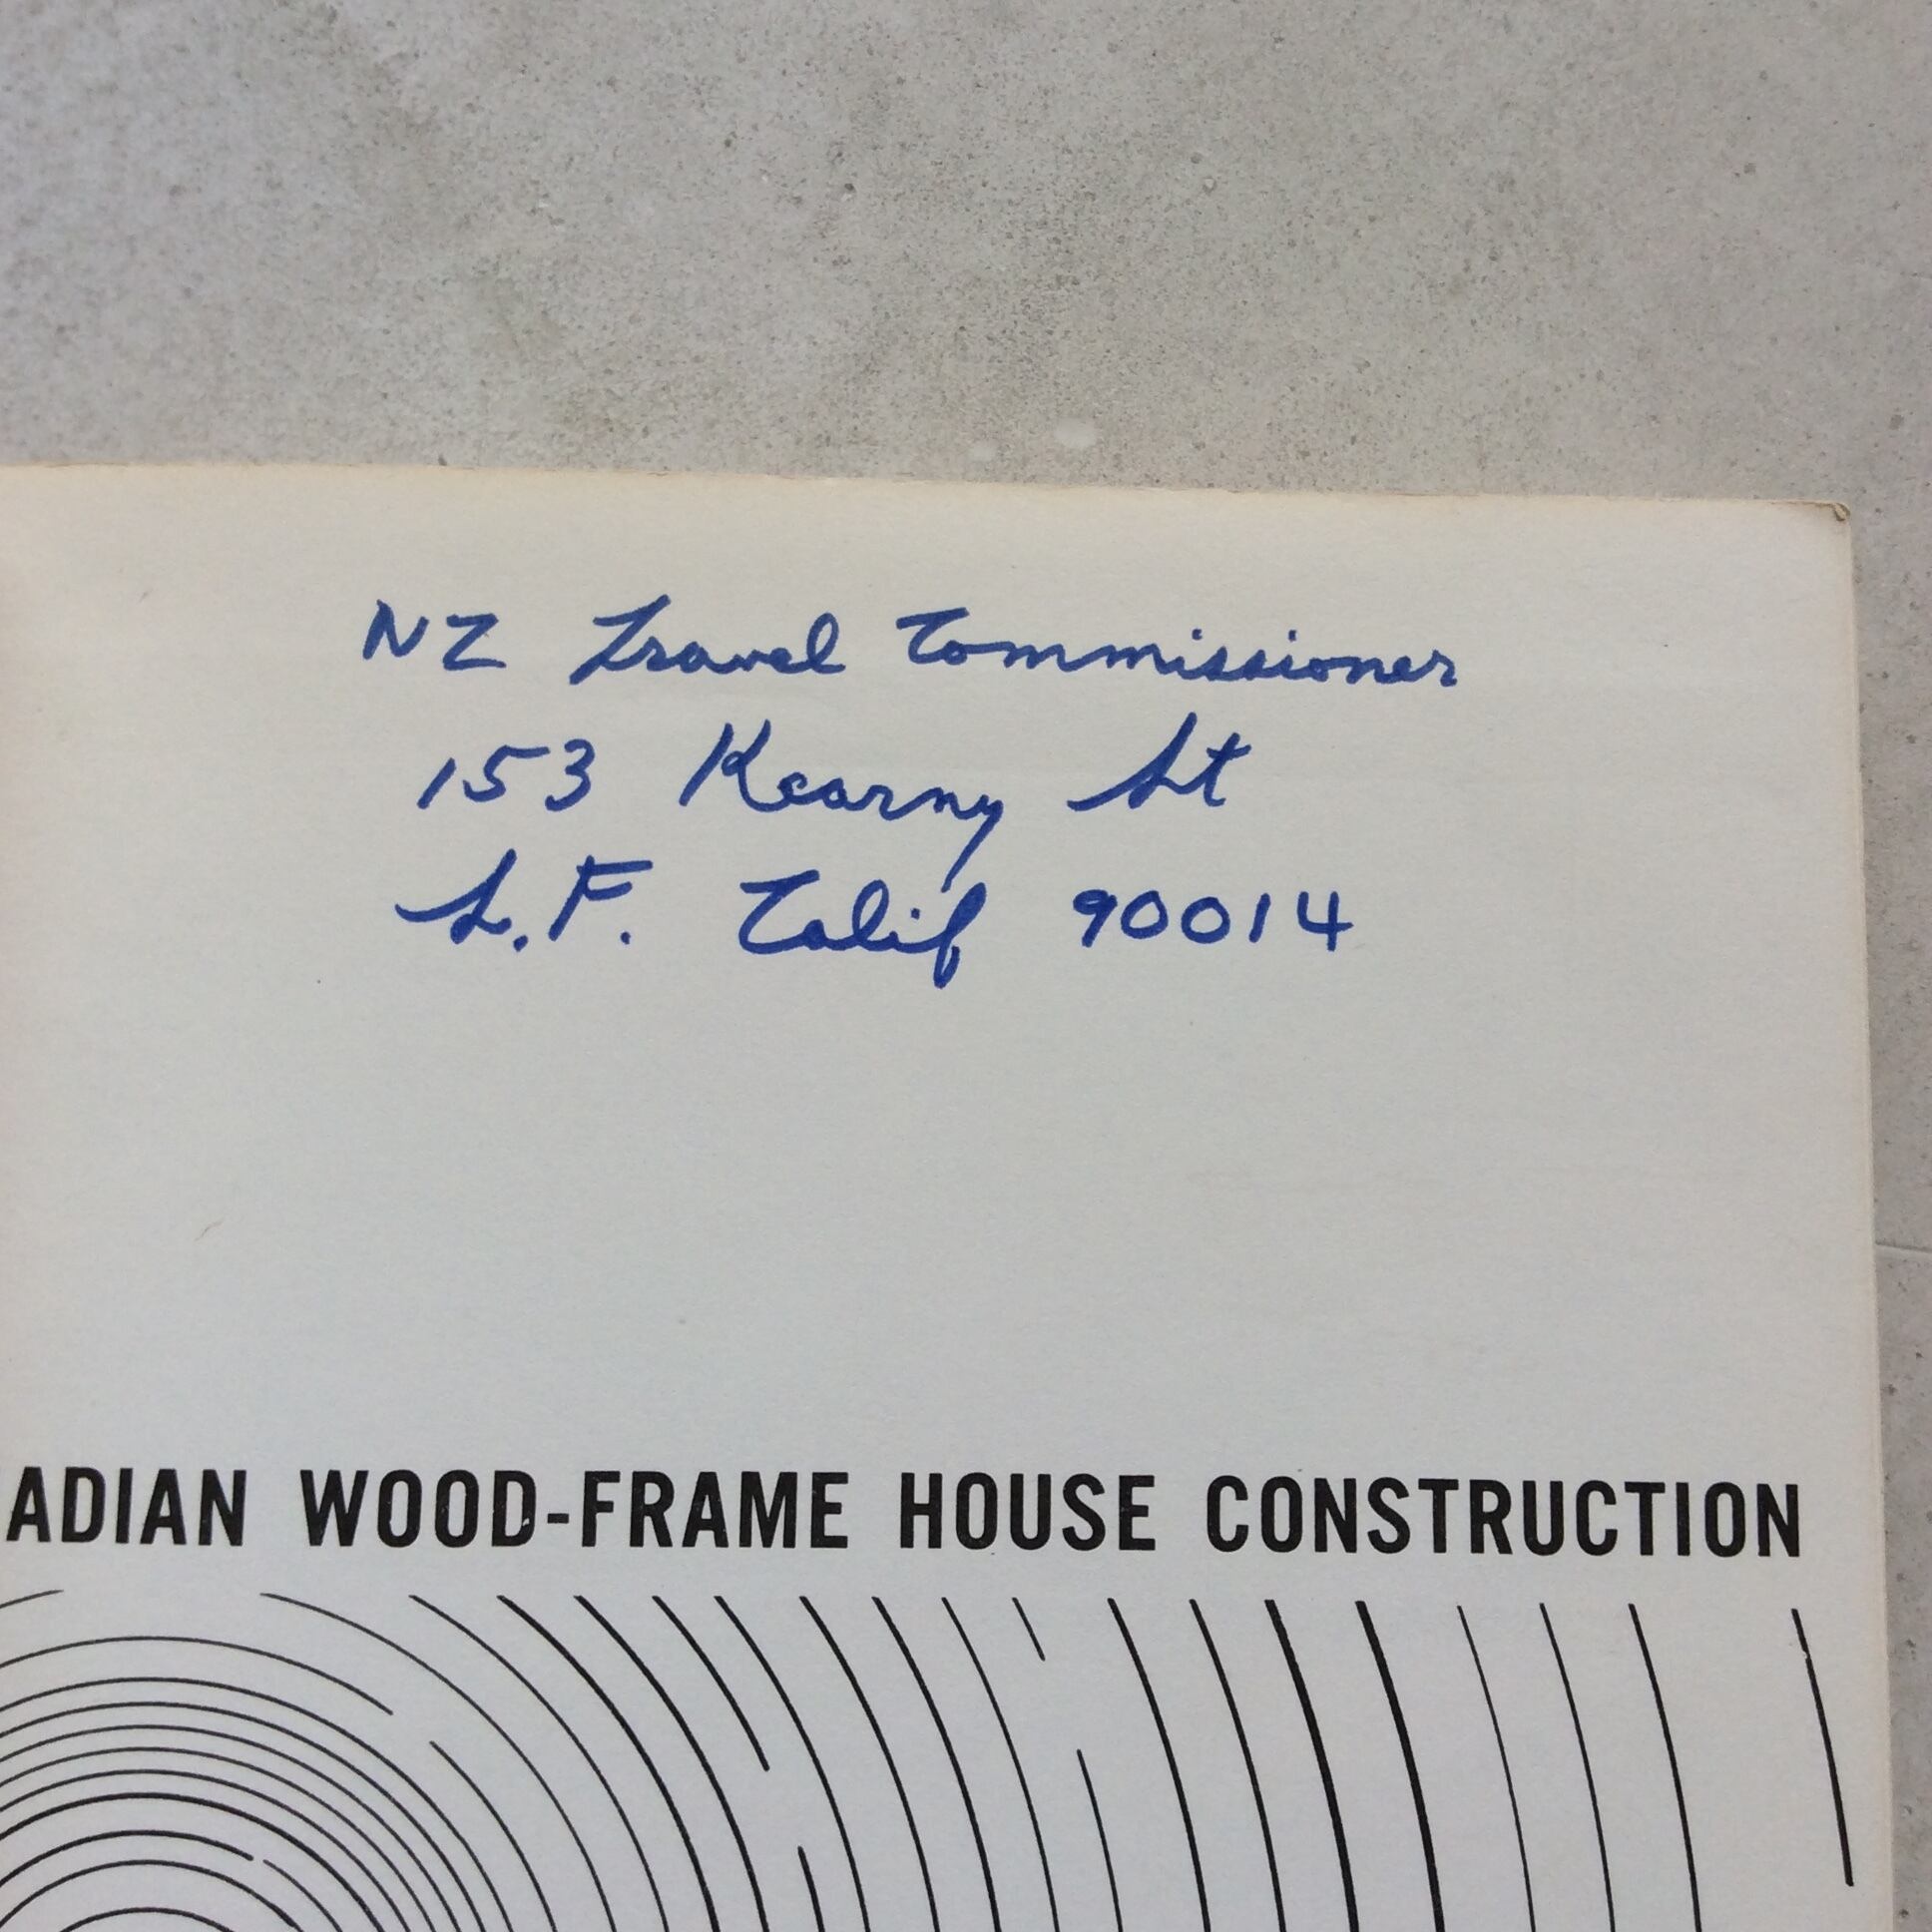 NZ Travel Commissioner
153 Kearny St
S.F. Calif 90014
ADIAN WOOD-FRAME HOUSE CONSTRUCTION